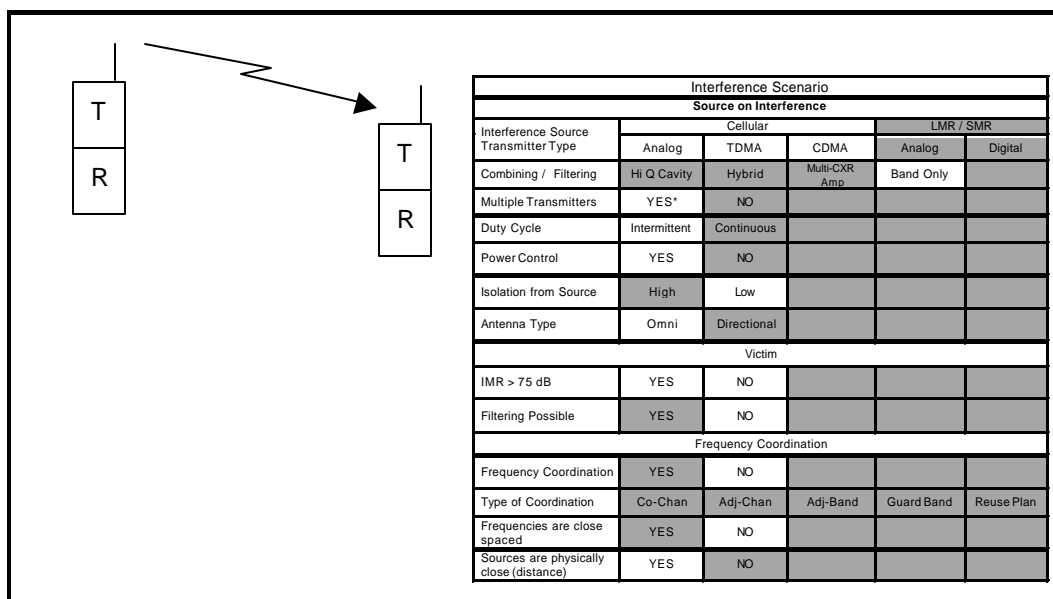 T
R
T
R
Interference Scenario
Source on Interference
Interference Source Transmitter Type
Cellular
LMR / SMR
Analog TDMA CDMA Analog Digital
Combining / Filtering Hi Q Cavity Hybrid Multi-CXR Amp Band Only
Multiple Transmitters YES* NO
Duty Cycle Intermittent Continuous
Power Control YES NO
Isolation from Source High Low
Antenna Type Omni Directional
Victim
IMR > 75 dB YES NO
Filtering Possible YES NO
Frequency Coordination
Frequency Coordination YES NO
Type of Coordination Co-Chan Adj-Chan Adj-Band Guard Band Reuse Plan
Frequencies are close spaced YES NO
Sources are physically close (distance) YES NO